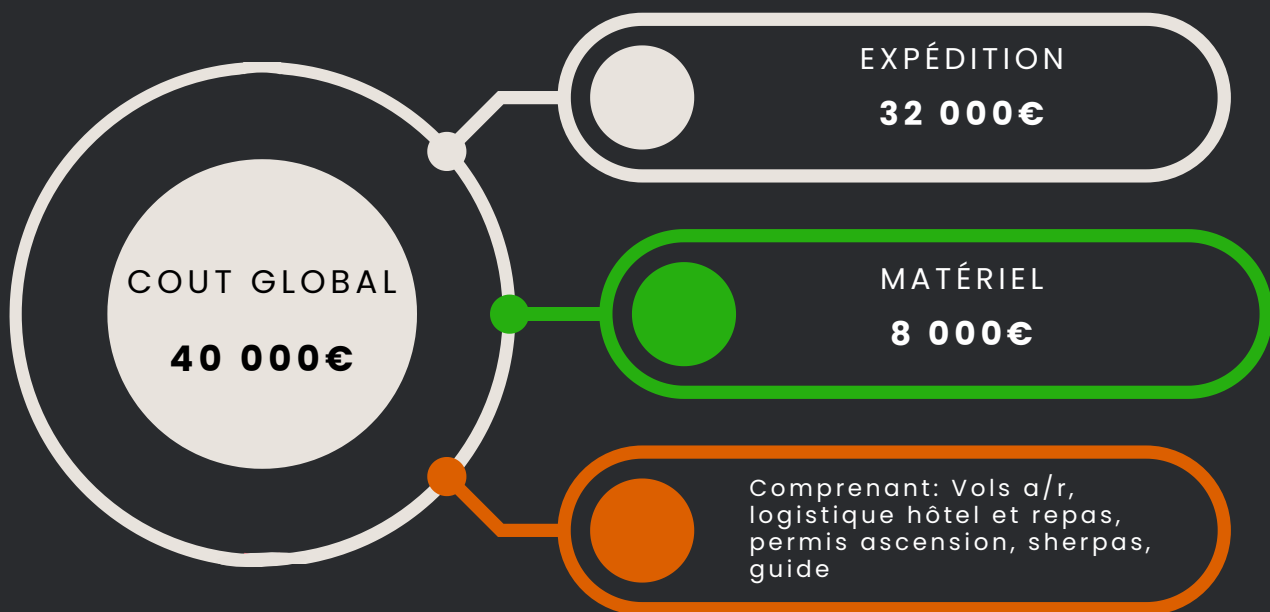 COUT GLOBAL
40 000€
EXPÉDITION
32 000€
MATÉRIEL
8 000€
Comprenant: Vols a/r,
logistique hôtel et repas,
permis ascension, sherpas,
guide